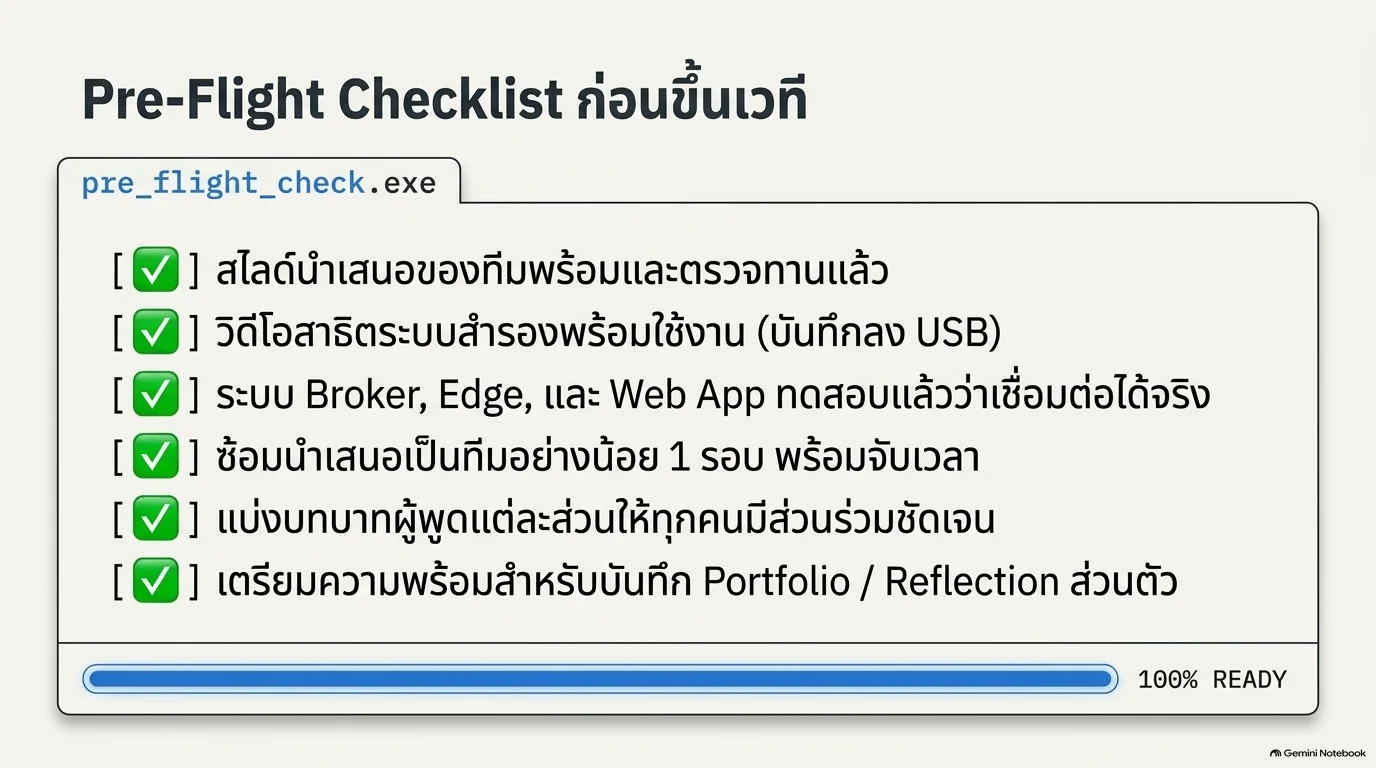 Pre-Flight Checklist ก่อนขึ้นเวที
pre_flight_check.exe
[✅] สไลด์นำเสนอของทีมพร้อมและตรวจทานแล้ว
[✅] วิดีโอสาธิตระบบสำรองพร้อมใช้งาน (บันทึกลง USB)
[✅] ระบบ Broker, Edge, และ Web App ทดสอบแล้วว่าเชื่อมต่อได้จริง
[✅] ซ้อมนำเสนอเป็นทีมอย่างน้อย 1 รอบ พร้อมจับเวลา
[✅] แบ่งบทบาทผู้พูดแต่ละส่วนให้ทุกคนมีส่วนร่วมชัดเจน
[✅] เตรียมความพร้อมสำหรับบันทึก Portfolio / Reflection ส่วนตัว
100% READY
Gemini Notebook